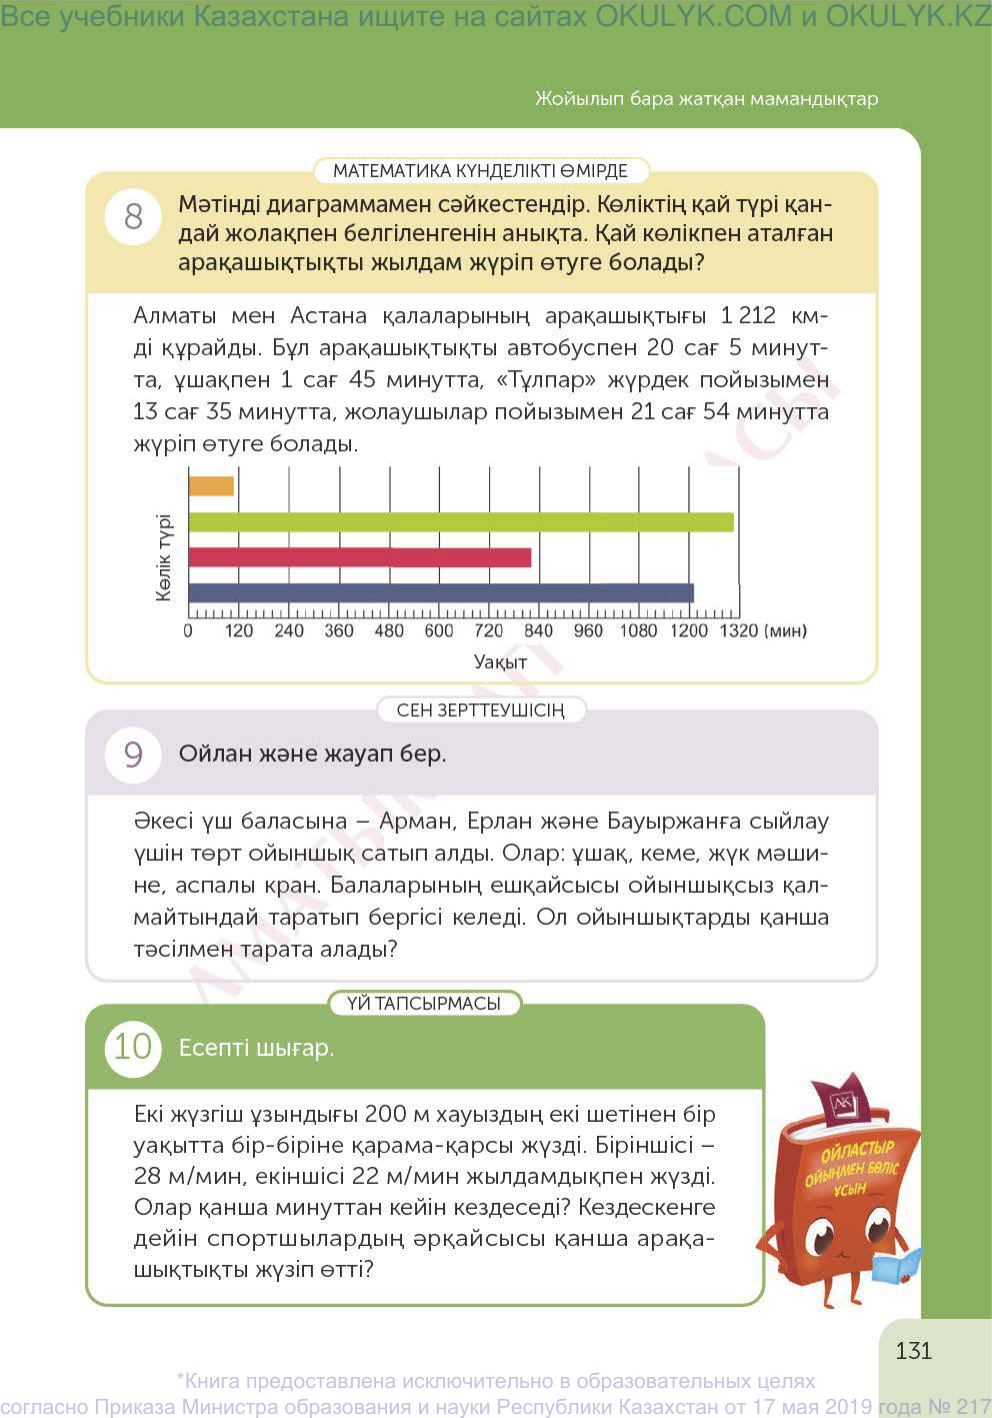 Все учебники Казахстана ищите на сайтах OKULYK.COM и OKULYK.KZ
Жойылып бара жатқан мамандықтар
МАТЕМАТИКА КҮНДЕЛІКТІ ӨМІРДЕ
8
Мәтінді диаграммамен сәйкестендір. Көліктің қай түрі қан-
дай жолақпен белгіленгенін анықта. Қай көлікпен аталған
арақашықтықты жылдам жүріп өтуге болады?
Алматы мен Астана қалаларының арақашықтығы 1 212 км-
ді құрайды. Бұл арақашықтықты автобуспен 20 сағ 5 минут-
та, ұшақпен 1 сағ 45 минутта, «Тұлпар» жүрдек пойызымен
13 сағ 35 минутта, жолаушылар пойызымен 21 сағ 54 минутта
жүріп өтуге болады.
Көлік түрі
0 120 240 360 480 600 720 840 960 1080 1200 1320 (мин)
Уақыт
СЕН ЗЕРТТЕУШІСІҢ
9
Ойлан және жауап бер.
Әкесі үш баласына – Арман, Ерлан және Бауыржанға сыйлау
үшін төрт ойыншық сатып алды. Олар: ұшақ, кеме, жүк мәши-
не, аспалы кран. Балаларының ешқайсысы ойыншықсыз қал-
майтындай таратып бергісі келеді. Ол ойыншықтарды қанша
тәсілмен тарата алады?
ҮЙ ТАПСЫРМАСЫ
10
Есепті шығар.
Екі жүзгіш ұзындығы 200 м хауыздың екі шетінен бір
уақытта бір-біріне қарама-қарсы жүзді. Біріншісі –
28 м/мин, екіншісі 22 м/мин жылдамдықпен жүзді.
Олар қанша минуттан кейін кездеседі? Кездескенге
дейін спортшылардың әрқайсысы қанша арақа-
шықтықты жүзіп өтті?
АК
ОЙЛАСТЫР
ОЙЫҢМЕН БӨЛІС
ҰСЫН
131
*Книга предоставлена исключительно в образовательных целях
согласно Приказа Министра образования и науки Республики Казахстан от 17 мая 2019 года № 217